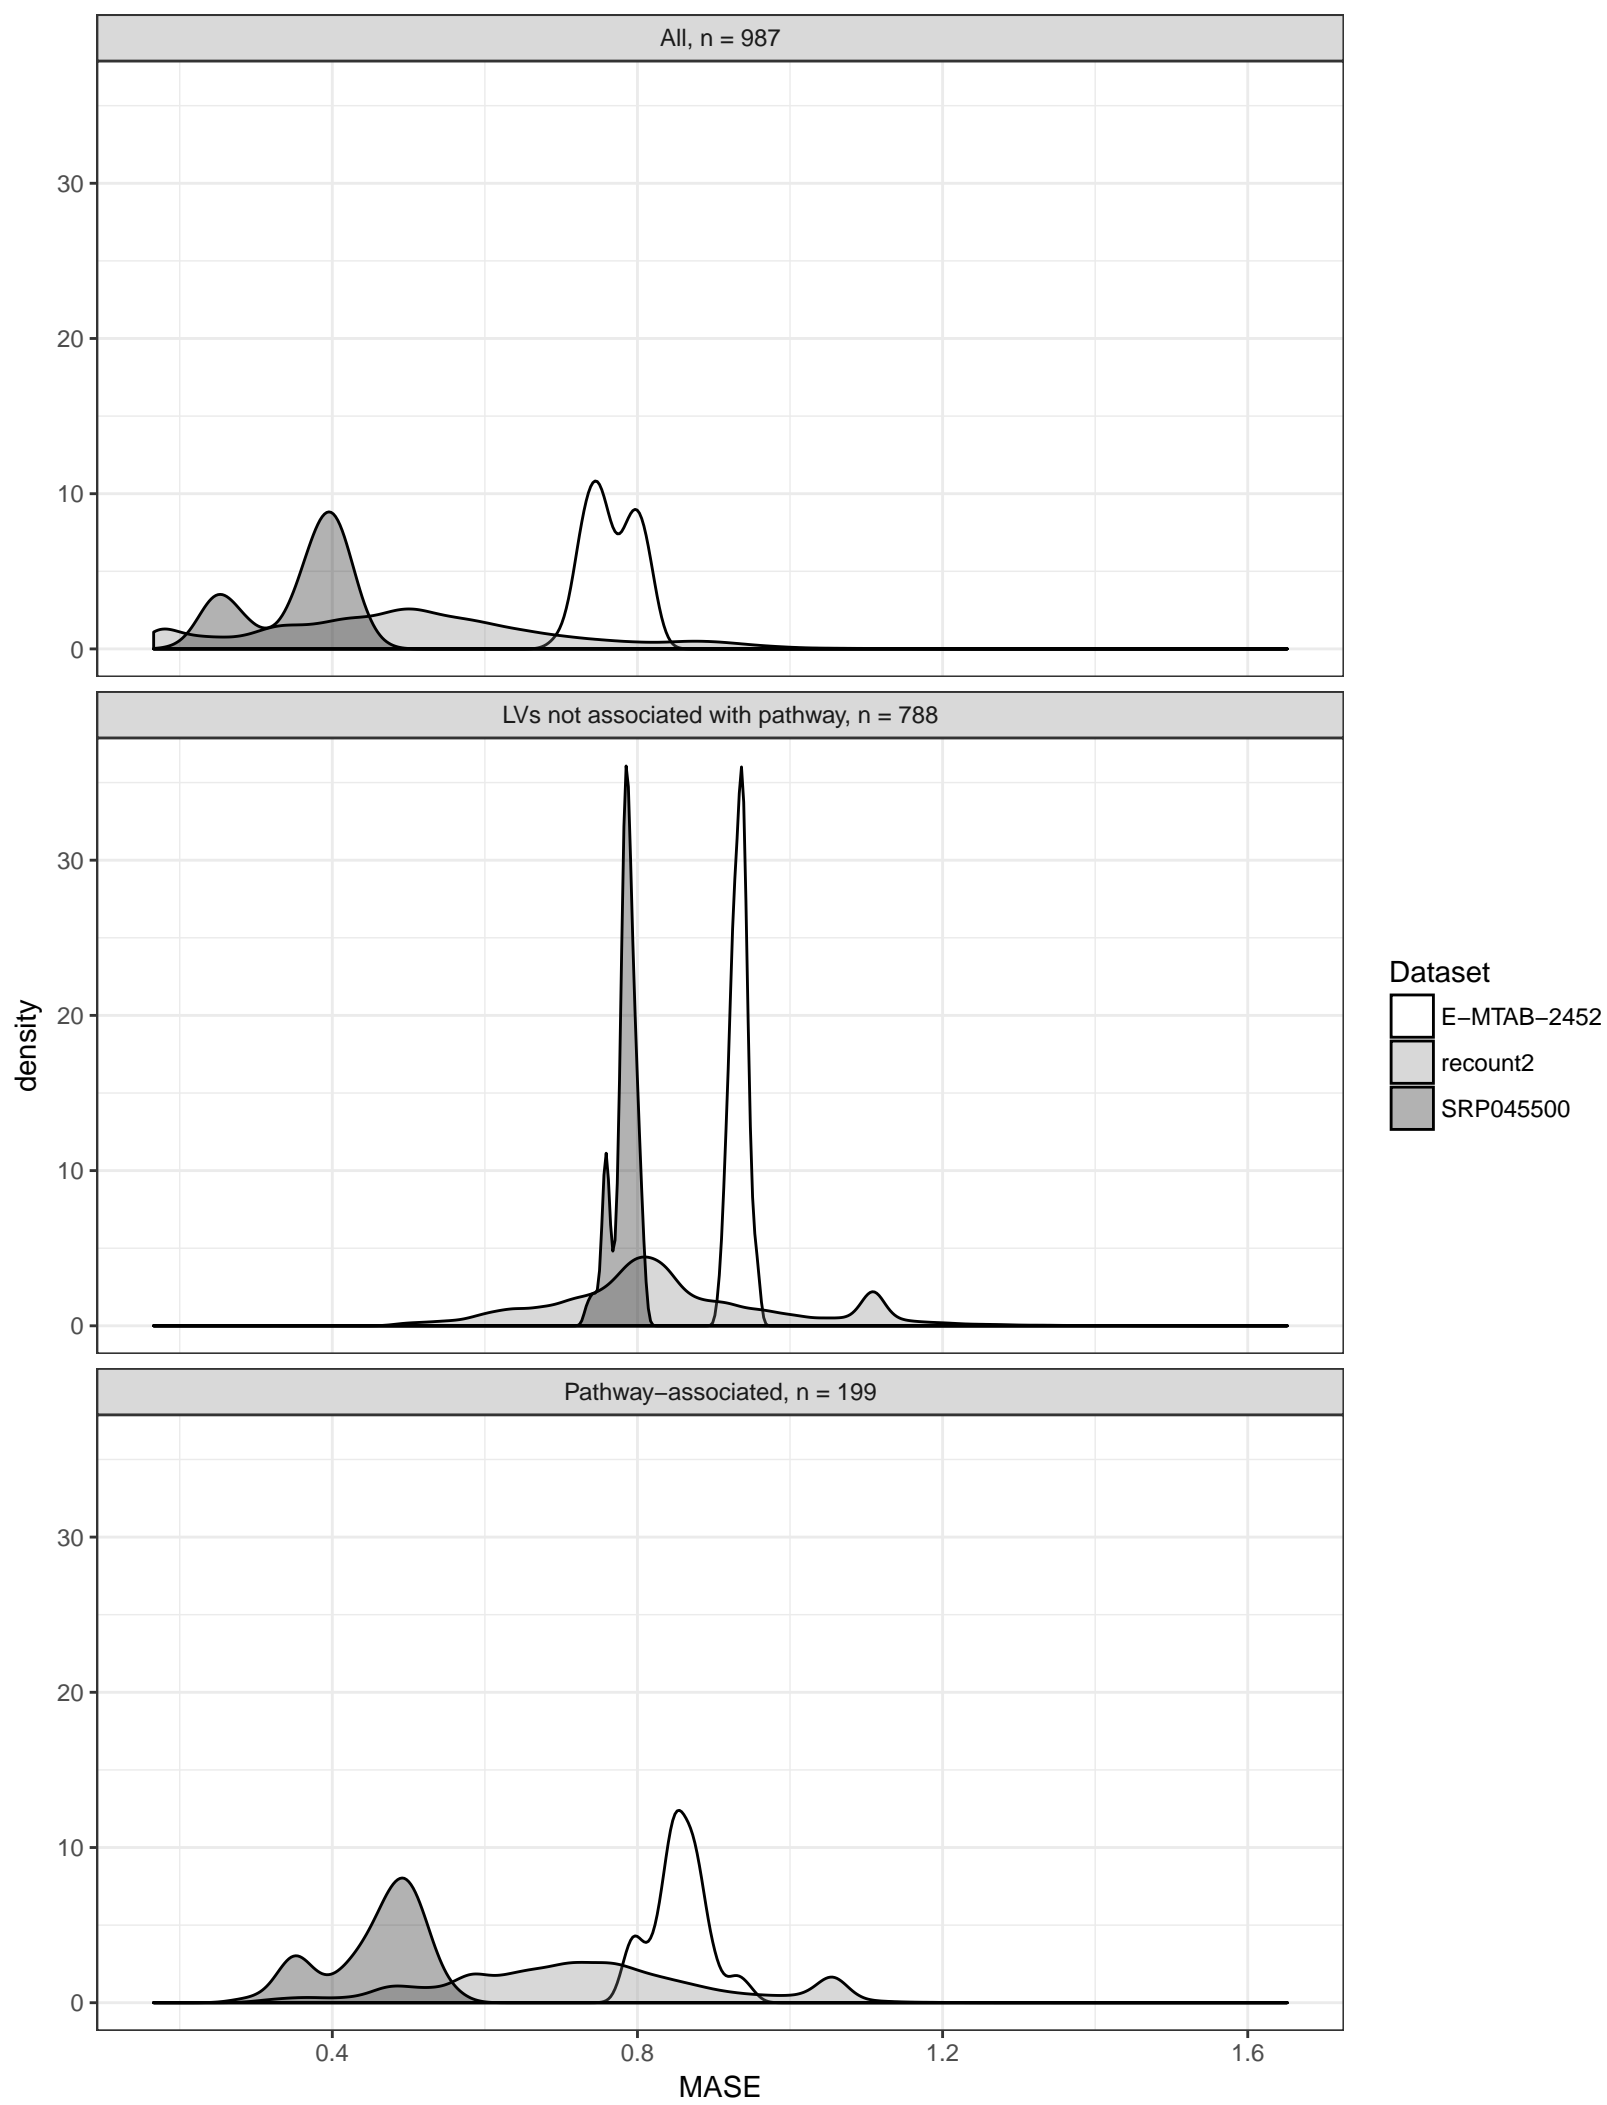 All, n = 987
30
20
10
0
LVs not associated with pathway, n = 788
30
20
10
0
Pathway−associated, n = 199
30
20
10
0
0.4 0.8 1.2 1.6
MASE
density
Dataset
E−MTAB−2452
recount2
SRP045500